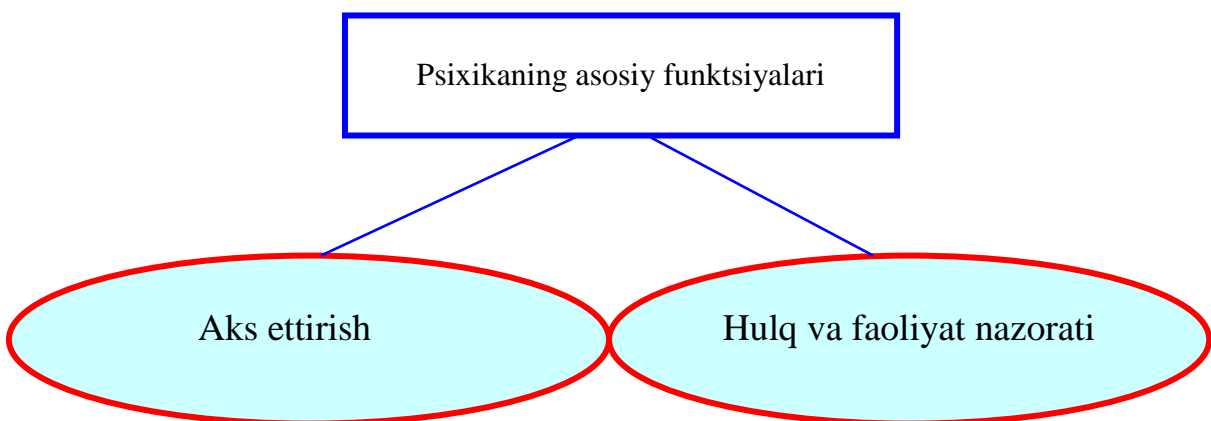 Psixikaning asosiy funktsiyalari
Aks ettirish
Hulq va faoliyat nazorati